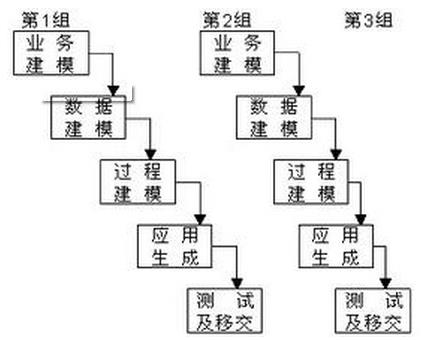 第1组
第2组
第3组
业务
建模
业务
建模
数据
建模
数据
建模
过程
建模
过程
建模
应用
生成
应用
生成
测试
及移交
测试
及移交